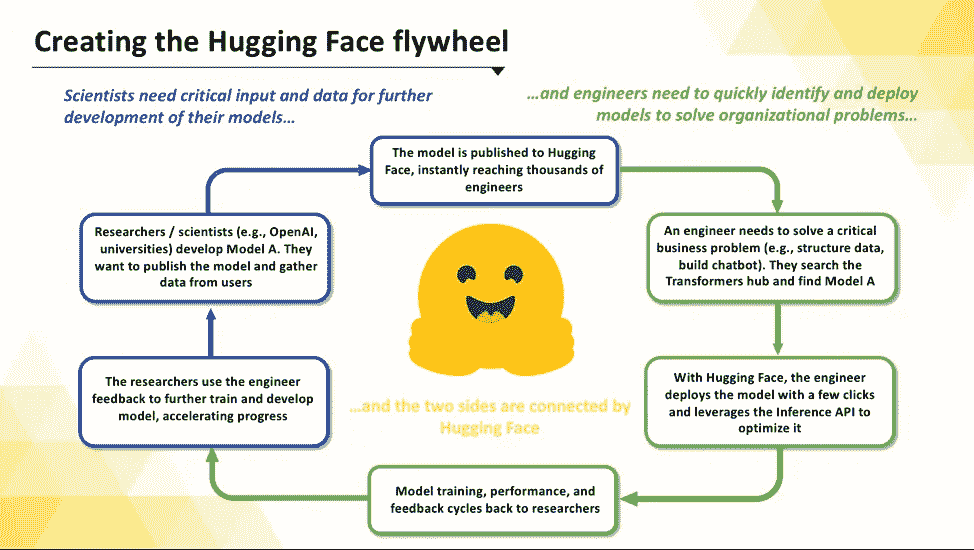 Creating the Hugging Face flywheel
Scientists need critical input and data for further
development of their models…
…and engineers need to quickly identify and deploy
models to solve organizational problems…
The model is published to Hugging
Face, instantly reaching thousands of
engineers
Researchers / scientists (e.g., OpenAI,
universities) develop Model A. They
want to publish the model and gather
data from users
An engineer needs to solve a critical
business problem (e.g., structure data,
build chatbot). They search the
Transformers hub and find Model A
The researchers use the engineer
feedback to further train and develop
model, accelerating progress
…and the two sides are connected by
Hugging Face
With Hugging Face, the engineer
deploys the model with a few clicks
and leverages the Inference API to
optimize it
Model training, performance, and
feedback cycles back to researchers